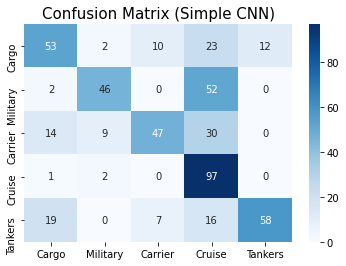 Confusion Matrix (Simple CNN)
Cargo 53 2 10 23 12
Military 2 46 0 52 0
Carrier 14 9 47 30 0
Cruise 1 2 0 97 0
Tankers 19 0 7 16 58
Cargo Military Carrier Cruise Tankers
80
60
40
20
0